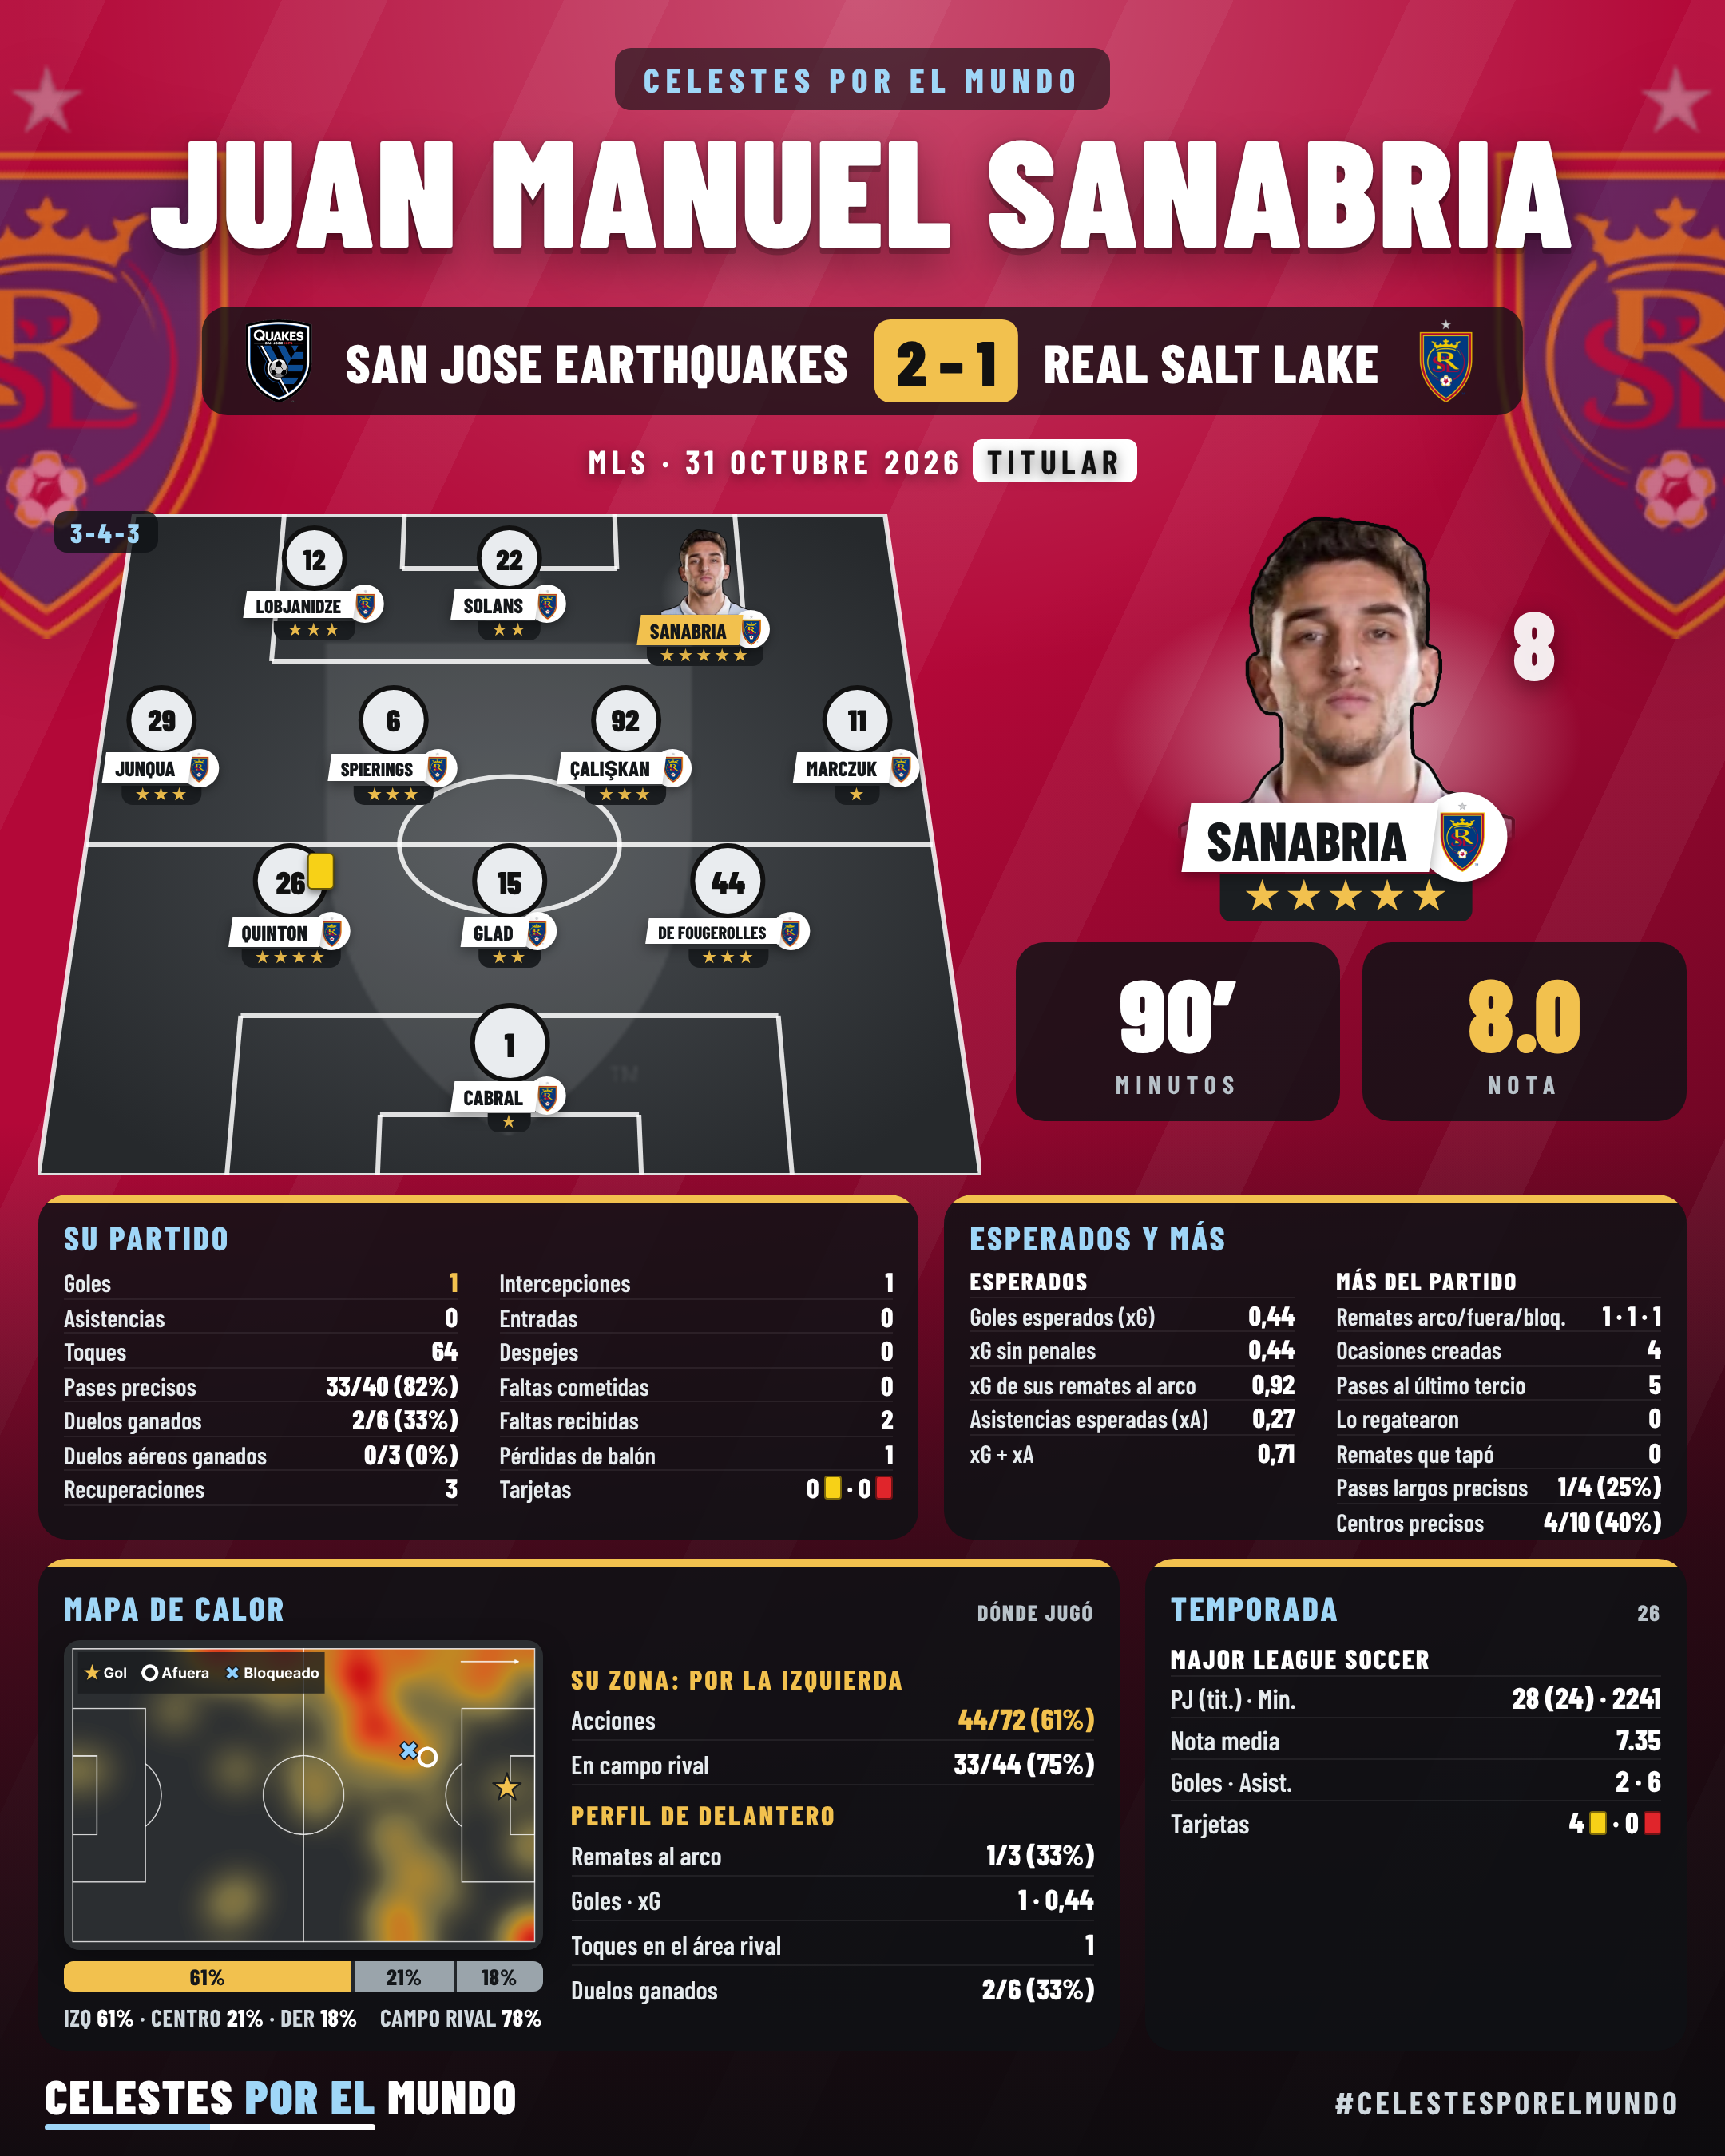 CELESTES POR EL MUNDO
JUAN MANUEL SANABRIA
QUAKES
SAN JOSE EARTHQUAKES 2 - 1 REAL SALT LAKE
MLS · 31 OCTUBRE 2026 TITULAR
3-4-3
12 22
LOBJANIDZE SOLANS SANABRIA
29 6 92 11
JUNQUA SPIERINGS ÇALIŞKAN MARCZUK
26 15 44
QUINTON GLAD DE FOUGEROLLES
1
TM
CABRAL
8
SANABRIA
90′ 8.0
MINUTOS NOTA
SU PARTIDO
Goles 1
Asistencias 0
Toques 64
Pases precisos 33/40 (82%)
Duelos ganados 2/6 (33%)
Duelos aéreos ganados 0/3 (0%)
Recuperaciones 3
Intercepciones 1
Entradas 0
Despejes 0
Faltas cometidas 0
Faltas recibidas 2
Pérdidas de balón 1
Tarjetas 0 · 0
ESPERADOS Y MÁS
ESPERADOS
Goles esperados (xG) 0,44
xG sin penales 0,44
xG de sus remates al arco 0,92
Asistencias esperadas (xA) 0,27
xG + xA 0,71
MÁS DEL PARTIDO
Remates arco/fuera/bloq. 1 · 1 · 1
Ocasiones creadas 4
Pases al último tercio 5
Lo regatearon 0
Remates que tapó 0
Pases largos precisos 1/4 (25%)
Centros precisos 4/10 (40%)
MAPA DE CALOR DÓNDE JUGÓ
Gol Afuera Bloqueado
61% 21% 18%
IZQ 61% · CENTRO 21% · DER 18% CAMPO RIVAL 78%
SU ZONA: POR LA IZQUIERDA
Acciones 44/72 (61%)
En campo rival 33/44 (75%)
PERFIL DE DELANTERO
Remates al arco 1/3 (33%)
Goles · xG 1 · 0,44
Toques en el área rival 1
Duelos ganados 2/6 (33%)
TEMPORADA 26
MAJOR LEAGUE SOCCER
PJ (tit.) · Min. 28 (24) · 2241
Nota media 7.35
Goles · Asist. 2 · 6
Tarjetas 4 · 0
CELESTES POR EL MUNDO
#CELESTESPORELMUNDO